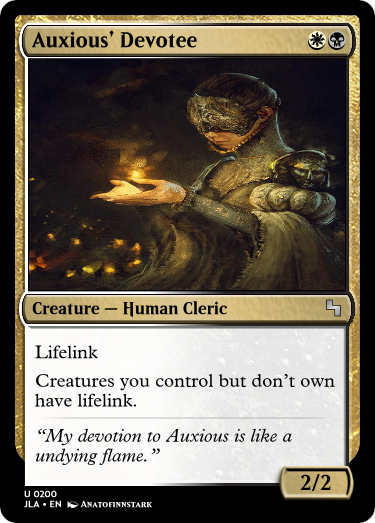 Auxious' Devotee
Creature — Human Cleric
Lifelink
Creatures you control but don't own
have lifelink.
"My devotion to Auxious is like a
undying flame."
2/2
U 0200
JLA • EN Anatofinnstark